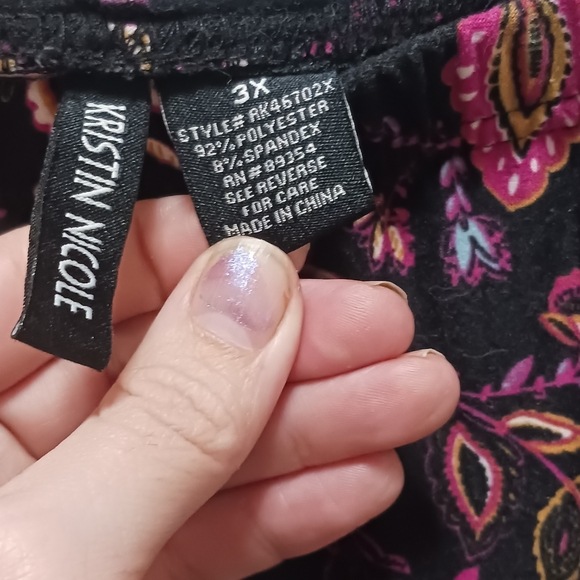 KRISTIN NICOLE
3X
STYLE# RK46702X
92% POLYESTER
8% SPANDEX
RN# 89354
SEE REVERSE
FOR CARE
MADE IN CHINA